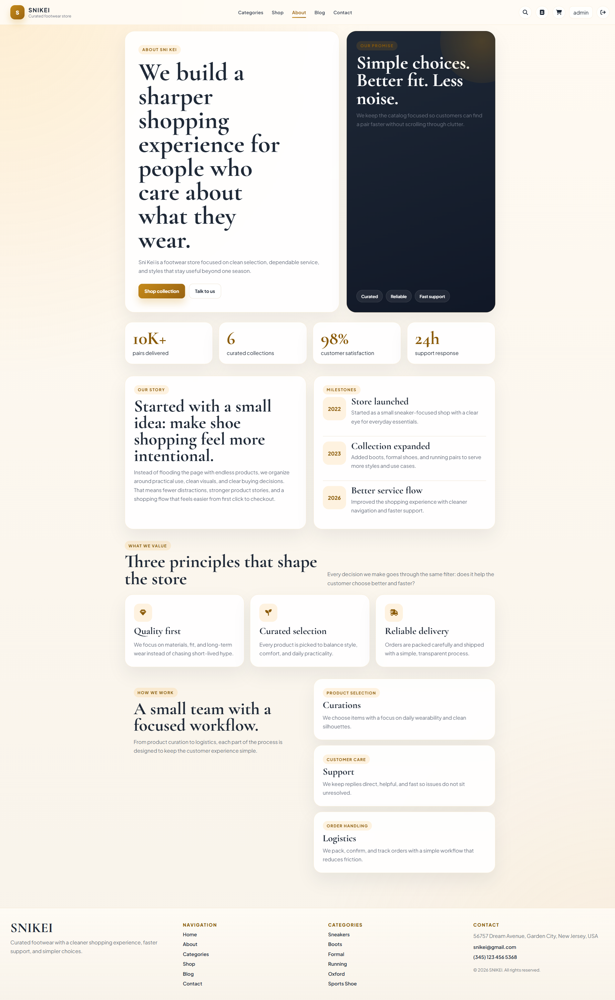 S
SNIKEI
Curated footwear store
Categories
Shop
About
Blog
Contact
admin
ABOUT SNI KEI
We build a
sharper
shopping
experience for
people who
care about
what they
wear.
Sni Kei is a footwear store focused on clean selection, dependable service,
and styles that stay useful beyond one season.
Shop collection
Talk to us
OUR PROMISE
Simple choices.
Better fit. Less
noise.
We keep the catalog focused so customers can find
a pair faster without scrolling through clutter.
Curated
Reliable
Fast support
10K+
pairs delivered
6
curated collections
98%
customer satisfaction
24h
support response
OUR STORY
Started with a small
idea: make shoe
shopping feel more
intentional.
Instead of flooding the page with endless products, we organize
around practical use, clean visuals, and clear buying decisions.
That means fewer distractions, stronger product stories, and a
shopping flow that feels easier from first click to checkout.
MILESTONES
2022
Store launched
Started as a small sneaker-focused shop with a clear
eye for everyday essentials.
2023
Collection expanded
Added boots, formal shoes, and running pairs to serve
more styles and use cases.
2026
Better service flow
Improved the shopping experience with cleaner
navigation and faster support.
WHAT WE VALUE
Three principles that shape
the store
Every decision we make goes through the same filter: does it help the
customer choose better and faster?
Quality first
We focus on materials, fit, and long-term
wear instead of chasing short-lived hype.
Curated selection
Every product is picked to balance style,
comfort, and daily practicality.
Reliable delivery
Orders are packed carefully and shipped
with a simple, transparent process.
HOW WE WORK
A small team with a
focused workflow.
From product curation to logistics, each part of the process is
designed to keep the customer experience simple.
PRODUCT SELECTION
Curations
We choose items with a focus on daily wearability and clean
silhouettes.
CUSTOMER CARE
Support
We keep replies direct, helpful, and fast so issues do not sit
unresolved.
ORDER HANDLING
Logistics
We pack, confirm, and track orders with a simple workflow that
reduces friction.
SNIKEI
Curated footwear with a cleaner shopping experience, faster
support, and simpler choices.
NAVIGATION
Home
About
Categories
Shop
Blog
Contact
CATEGORIES
Sneakers
Boots
Formal
Running
Oxford
Sports Shoe
CONTACT
56757 Dream Avenue, Garden City, New Jersey, USA
snikei@gmail.com
(345) 123 456 5368
© 2026 SNIKEI. All rights reserved.